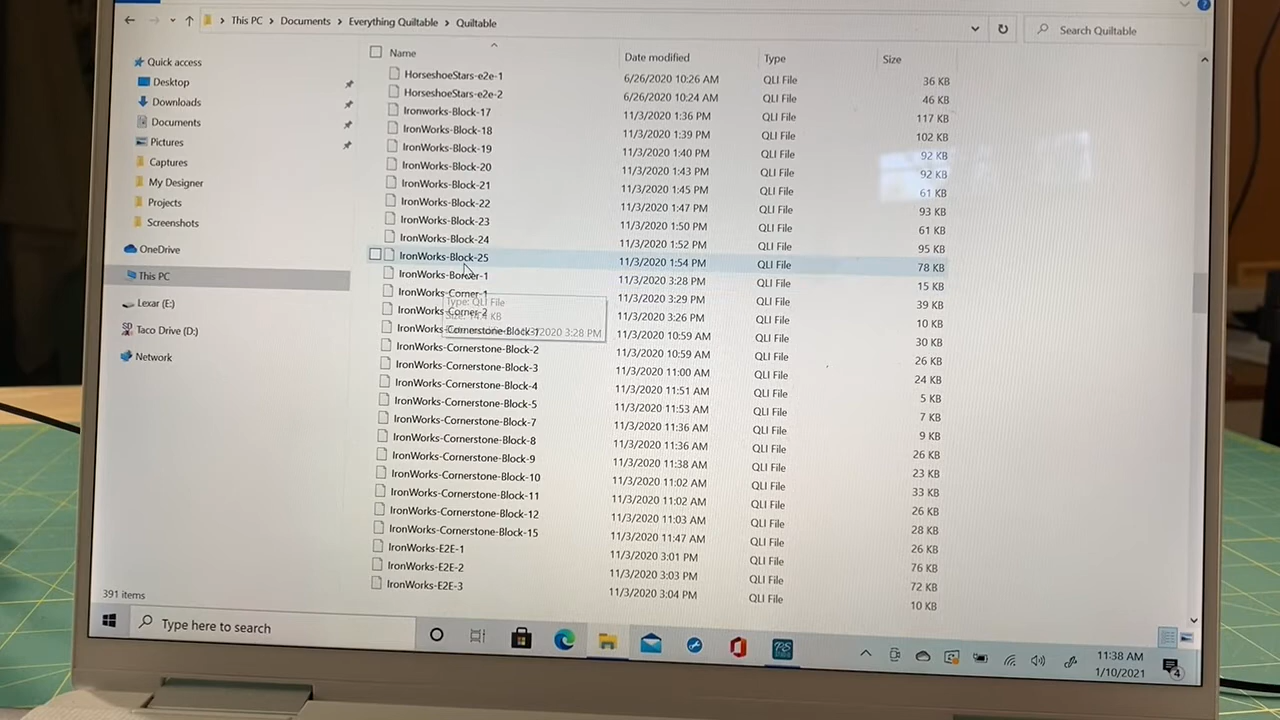 This PC > Documents > Everything Quiltable > Quiltable
Search Quiltable
Quick access
Desktop
Downloads
Documents
Pictures
Captures
My Designer
Projects
Screenshots
OneDrive
This PC
Lexar (E:)
Taco Drive (D:)
Network
Name Date modified Type Size
HorseshoeStars-e2e-1 6/26/2020 10:26 AM QLI File 36 KB
HorseshoeStars-e2e-2 6/26/2020 10:24 AM QLI File 46 KB
Ironworks-Block-17 11/3/2020 1:36 PM QLI File 117 KB
IronWorks-Block-18 11/3/2020 1:39 PM QLI File 102 KB
IronWorks-Block-19 11/3/2020 1:40 PM QLI File 92 KB
IronWorks-Block-20 11/3/2020 1:43 PM QLI File 92 KB
IronWorks-Block-21 11/3/2020 1:45 PM QLI File 61 KB
IronWorks-Block-22 11/3/2020 1:47 PM QLI File 93 KB
IronWorks-Block-23 11/3/2020 1:50 PM QLI File 61 KB
IronWorks-Block-24 11/3/2020 1:52 PM QLI File 95 KB
IronWorks-Block-25 11/3/2020 1:54 PM QLI File 78 KB
IronWorks-Border-1 11/3/2020 3:28 PM QLI File 15 KB
IronWorks-Corner-1 11/3/2020 3:29 PM QLI File 39 KB
IronWorks-Corner-2 11/3/2020 3:26 PM QLI File 10 KB
IronWorks-Cornerstone-Block-1 11/3/2020 10:59 AM QLI File 30 KB
IronWorks-Cornerstone-Block-2 11/3/2020 10:59 AM QLI File 26 KB
IronWorks-Cornerstone-Block-3 11/3/2020 11:00 AM QLI File 24 KB
IronWorks-Cornerstone-Block-4 11/3/2020 11:51 AM QLI File 5 KB
IronWorks-Cornerstone-Block-5 11/3/2020 11:53 AM QLI File 7 KB
IronWorks-Cornerstone-Block-7 11/3/2020 11:36 AM QLI File 9 KB
IronWorks-Cornerstone-Block-8 11/3/2020 11:36 AM QLI File 26 KB
IronWorks-Cornerstone-Block-9 11/3/2020 11:38 AM QLI File 23 KB
IronWorks-Cornerstone-Block-10 11/3/2020 11:02 AM QLI File 33 KB
IronWorks-Cornerstone-Block-11 11/3/2020 11:02 AM QLI File 26 KB
IronWorks-Cornerstone-Block-12 11/3/2020 11:03 AM QLI File 28 KB
IronWorks-Cornerstone-Block-15 11/3/2020 11:47 AM QLI File 26 KB
IronWorks-E2E-1 11/3/2020 3:01 PM QLI File 76 KB
IronWorks-E2E-2 11/3/2020 3:03 PM QLI File 72 KB
IronWorks-E2E-3 11/3/2020 3:04 PM QLI File 10 KB
Type: QLI File
Size: 14.4 KB
2020 3:28 PM
391 items
Type here to search
11:38 AM
1/10/2021
4